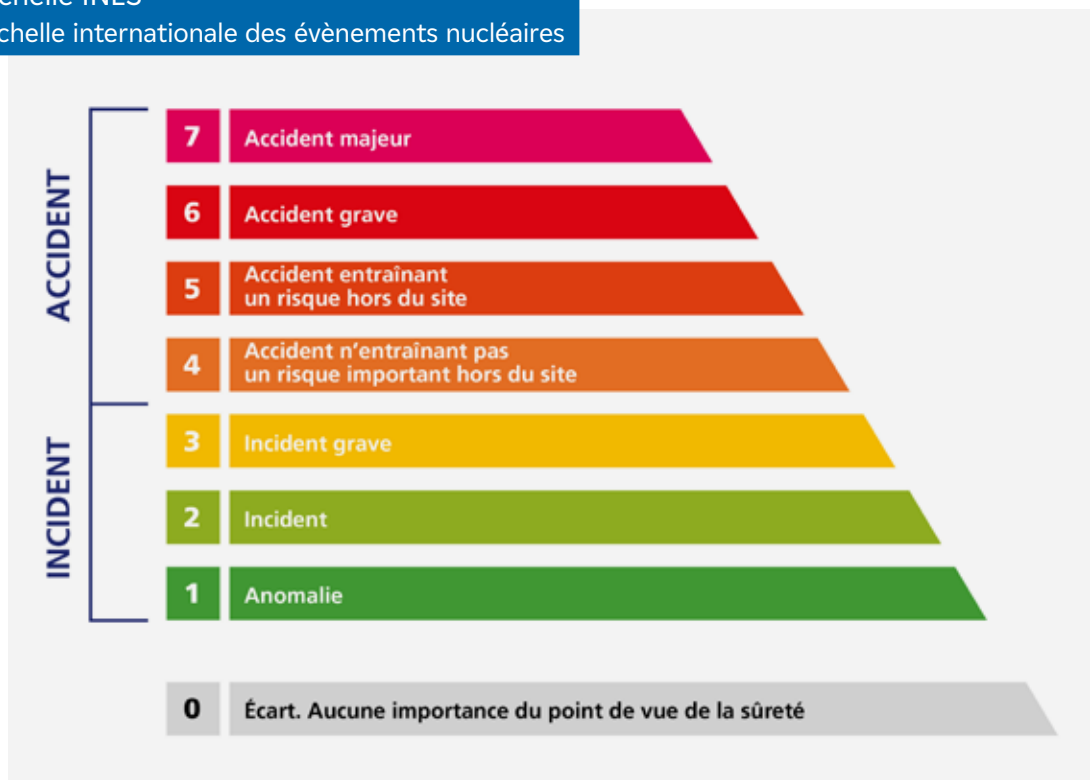 chelle INES
chelle internationale des évènements nucléaires
ACCIDENT
7 Accident majeur
6 Accident grave
5 Accident entraînant
un risque hors du site
4 Accident n'entraînant pas
un risque important hors du site
INCIDENT
3 Incident grave
2 Incident
1 Anomalie
0 Écart. Aucune importance du point de vue de la sûreté